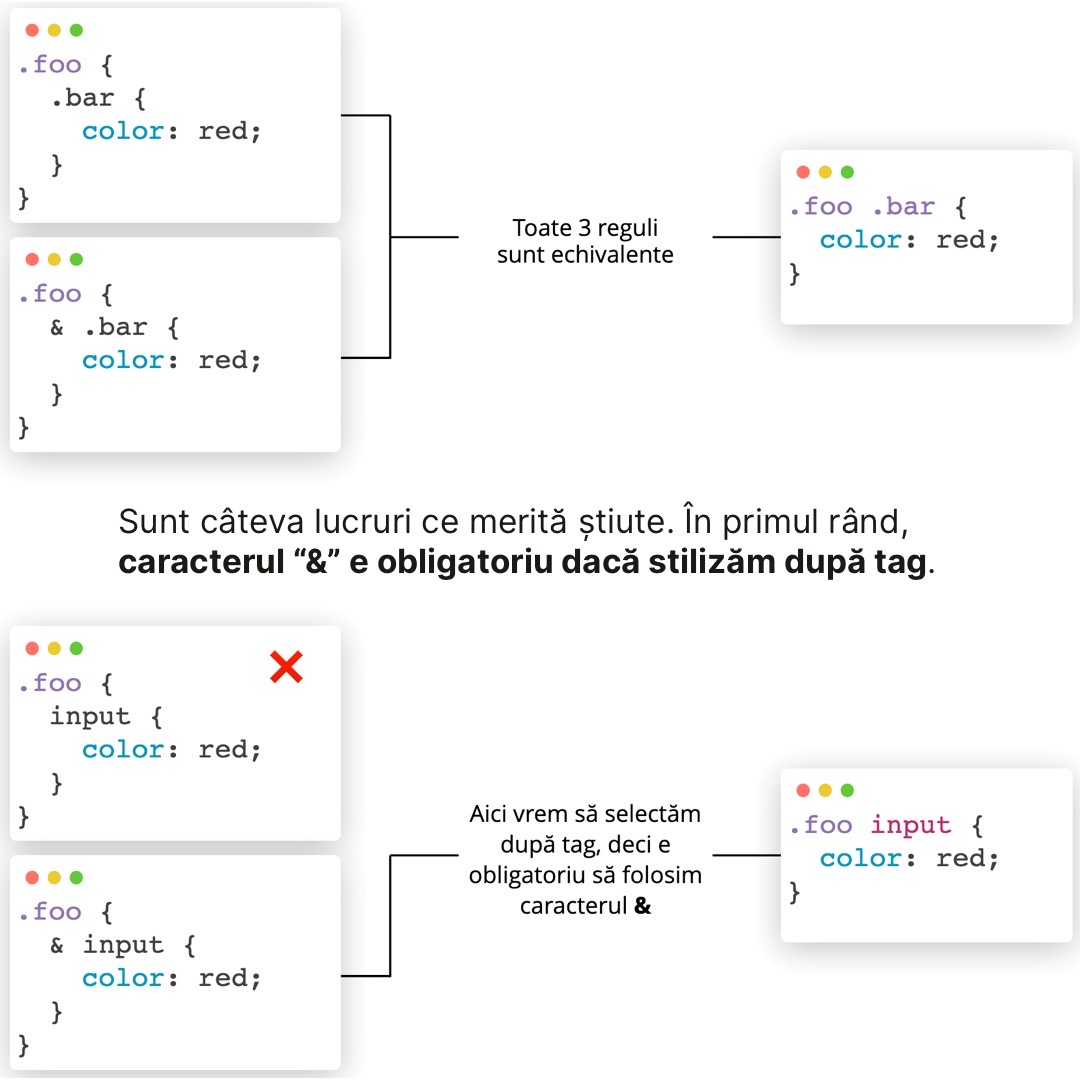 .foo {
  .bar {
    color: red;
  }
}
.foo {
  & .bar {
    color: red;
  }
}
Toate 3 reguli
sunt echivalente
.foo .bar {
  color: red;
}
Sunt câteva lucruri ce merită știute. În primul rând,
caracterul “&” e obligatoriu dacă stilizăm după tag.
.foo {
  input {
    color: red;
  }
}
.foo {
  & input {
    color: red;
  }
}
Aici vrem să selectăm
după tag, deci e
obligatoriu să folosim
caracterul &
.foo input {
  color: red;
}